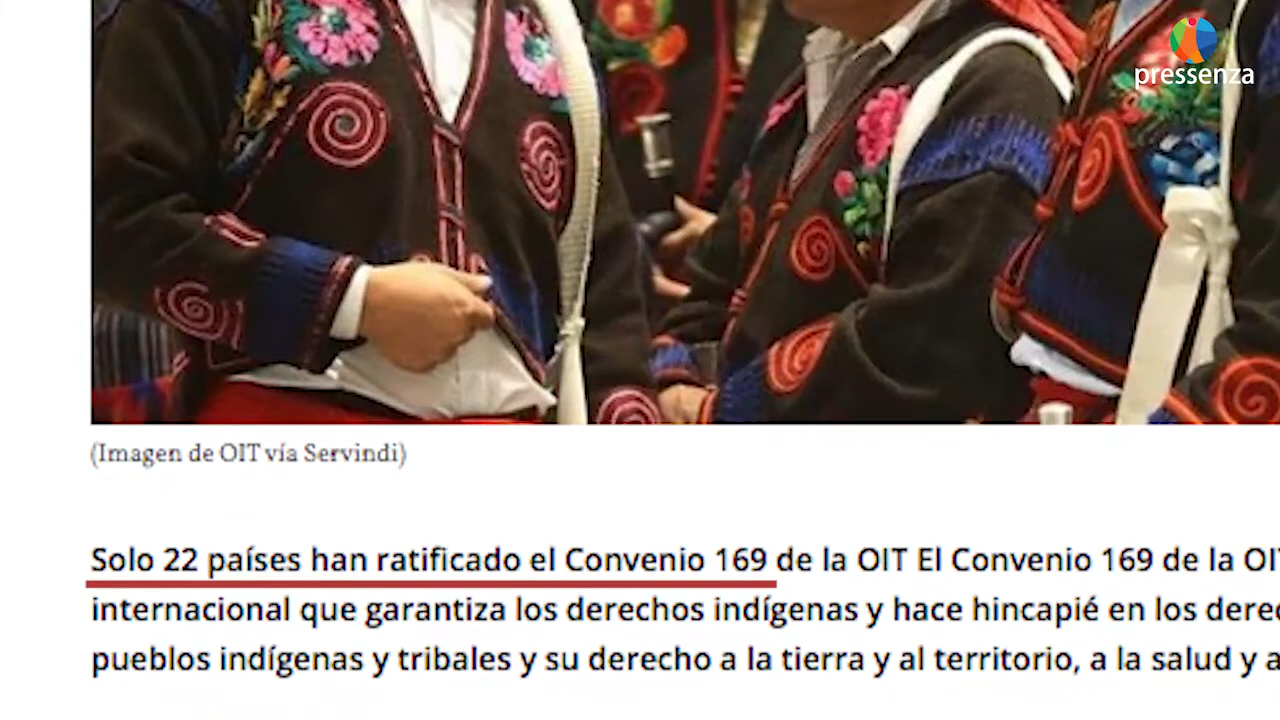 pressenza
(Imagen de OIT vía Servindi)
Solo 22 países han ratificado el Convenio 169 de la OIT El Convenio 169 de la OI
internacional que garantiza los derechos indígenas y hace hincapié en los
pueblos indígenas y tribales y su derecho a la tierra y al territorio, a la salud y a